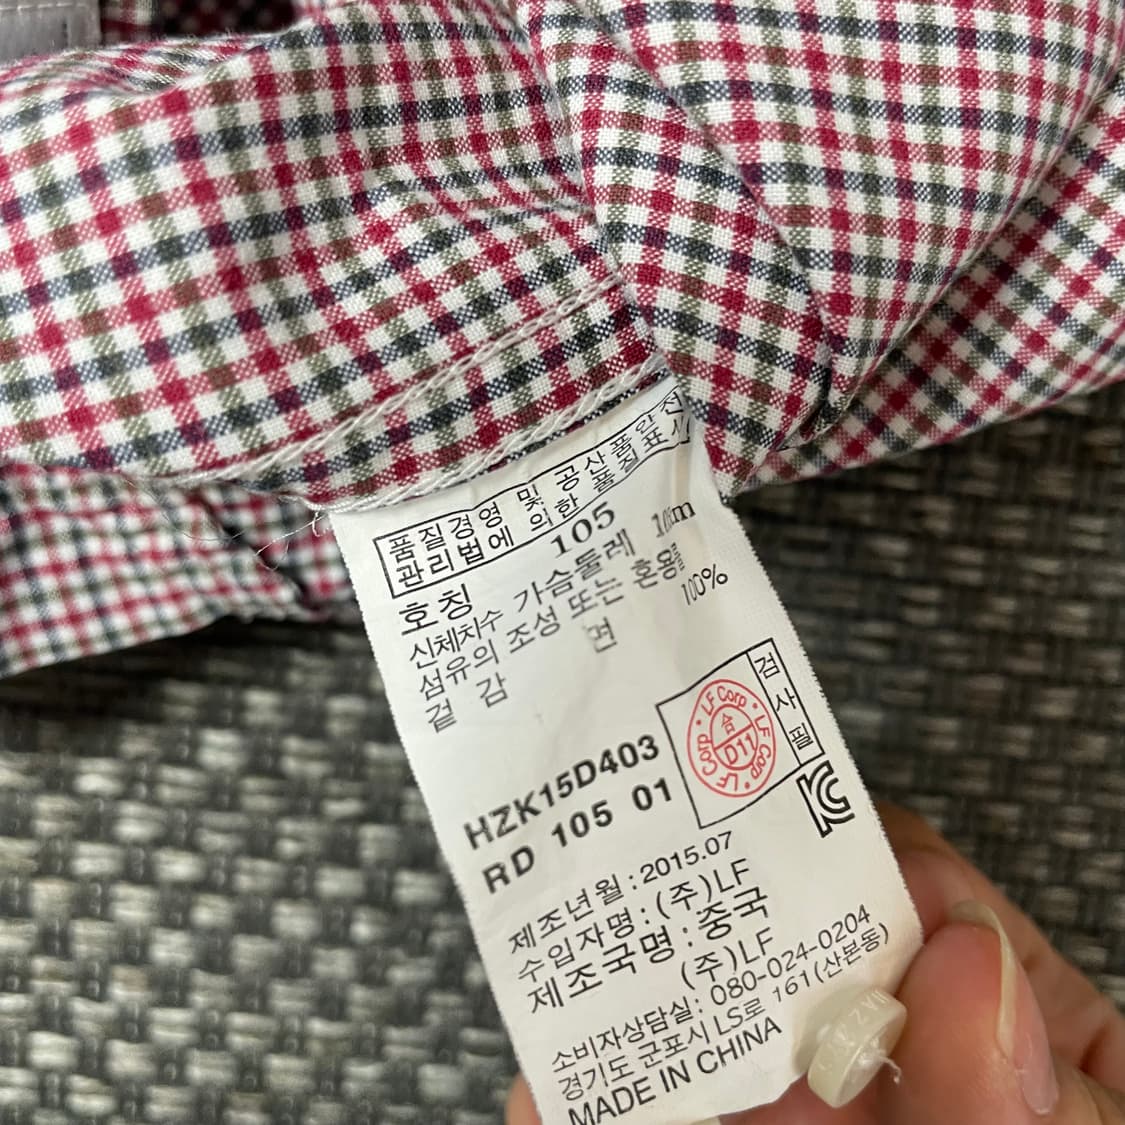 품질경영 및 공산품안전
관리법에 의한 품질표시
호칭 105
신체치수 가슴둘레 105cm
섬유의 조성 또는 혼용률
겉감 면 100%
검사필
LF Corp · LF Corp · LF Corp
合
D11
HZK15D403
RD 105 01
제조년월 : 2015.07
수입자명 : (주)LF
제조국명 : 중국
(주)LF
소비자상담실: 080-024-0204
경기도 군포시 LS로 161(산본동)
MADE IN CHINA